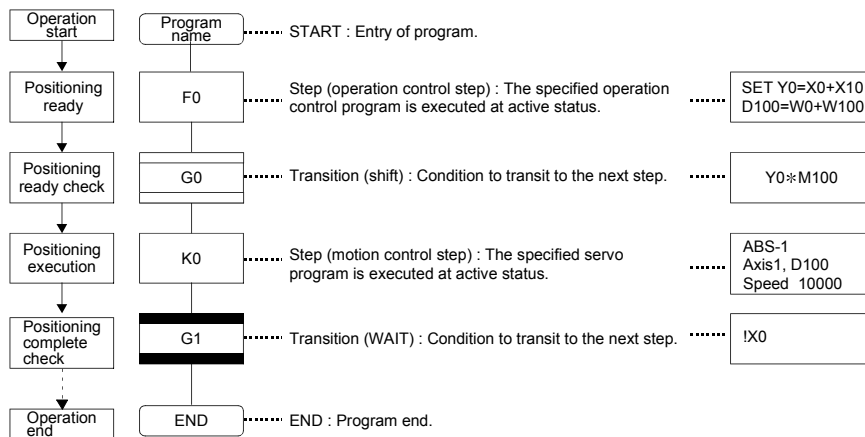 Operation
start
Program
name
START : Entry of program.
Positioning
ready
F0
Step (operation control step) : The specified operation
control program is executed at active status.
SET Y0=X0+X10
D100=W0+W100
Positioning
ready check
G0
Transition (shift) : Condition to transit to the next step.
Y0*M100
Positioning
execution
K0
Step (motion control step) : The specified servo
program is executed at active status.
ABS-1
Axis1, D100
Speed 10000
Positioning
complete
check
G1
Transition (WAIT) : Condition to transit to the next step.
!X0
Operation
end
END
END : Program end.